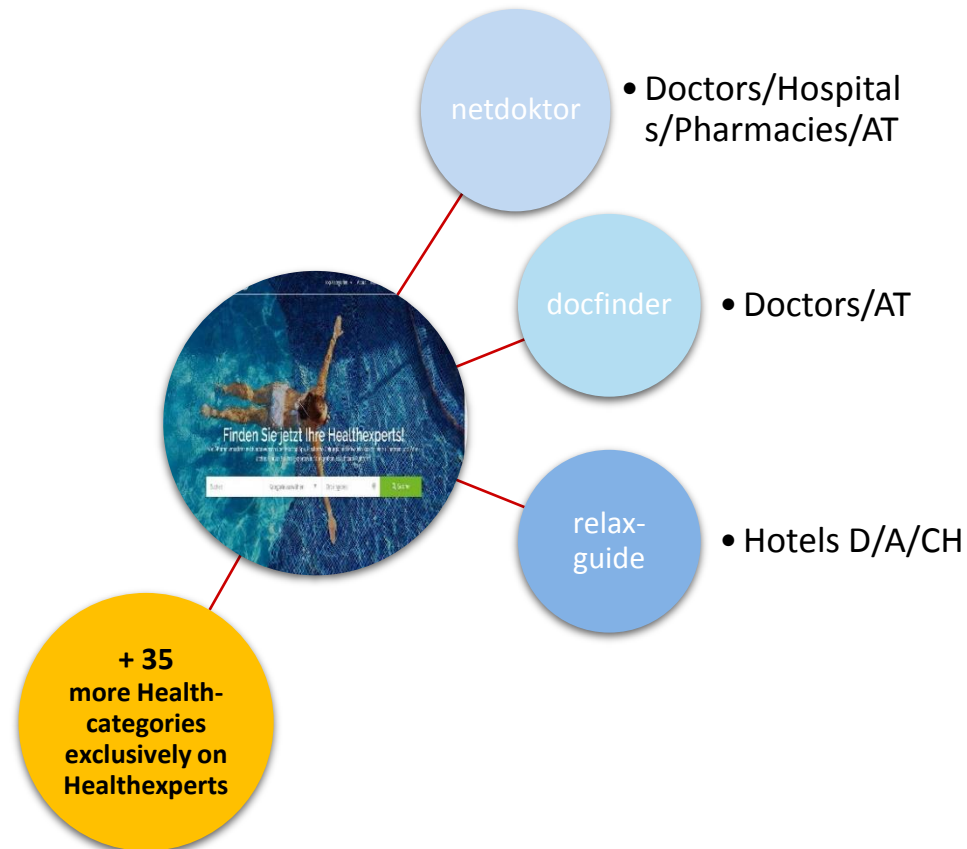 netdoktor
• Doctors/Hospital
s/Pharmacies/AT
docfinder
• Doctors/AT
Finden Sie jetzt Ihre Healthexperts!
relax-
guide
• Hotels D/A/CH
+ 35
more Health-
categories
exclusively on
Healthexperts